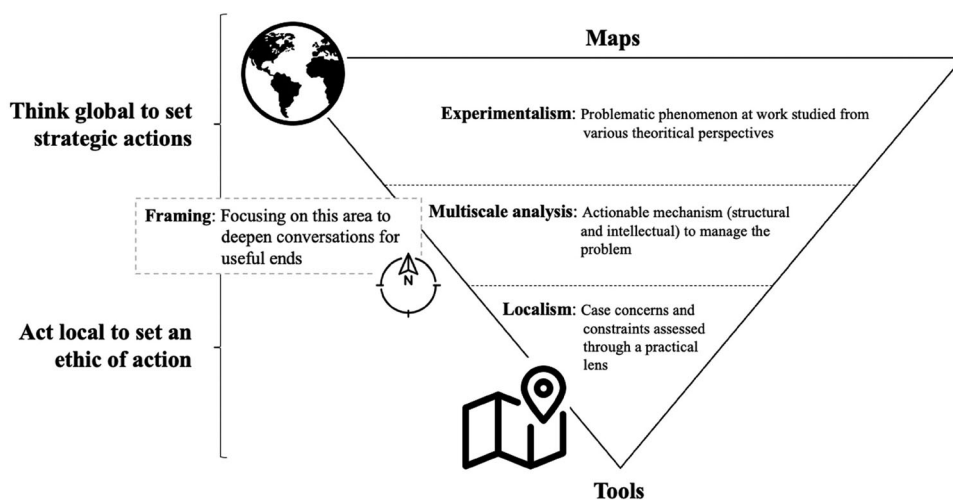 Maps
Think global to set
strategic actions
Experimentalism: Problematic phenomenon at work studied from
various theoritical perspectives
Framing: Focusing on this area to
deepen conversations for
useful ends
Multiscale analysis: Actionable mechanism (structural
and intellectual) to manage the
problem
N
Act local to set an
ethic of action
Localism: Case concerns and
constraints assessed
through a practical
lens
Tools